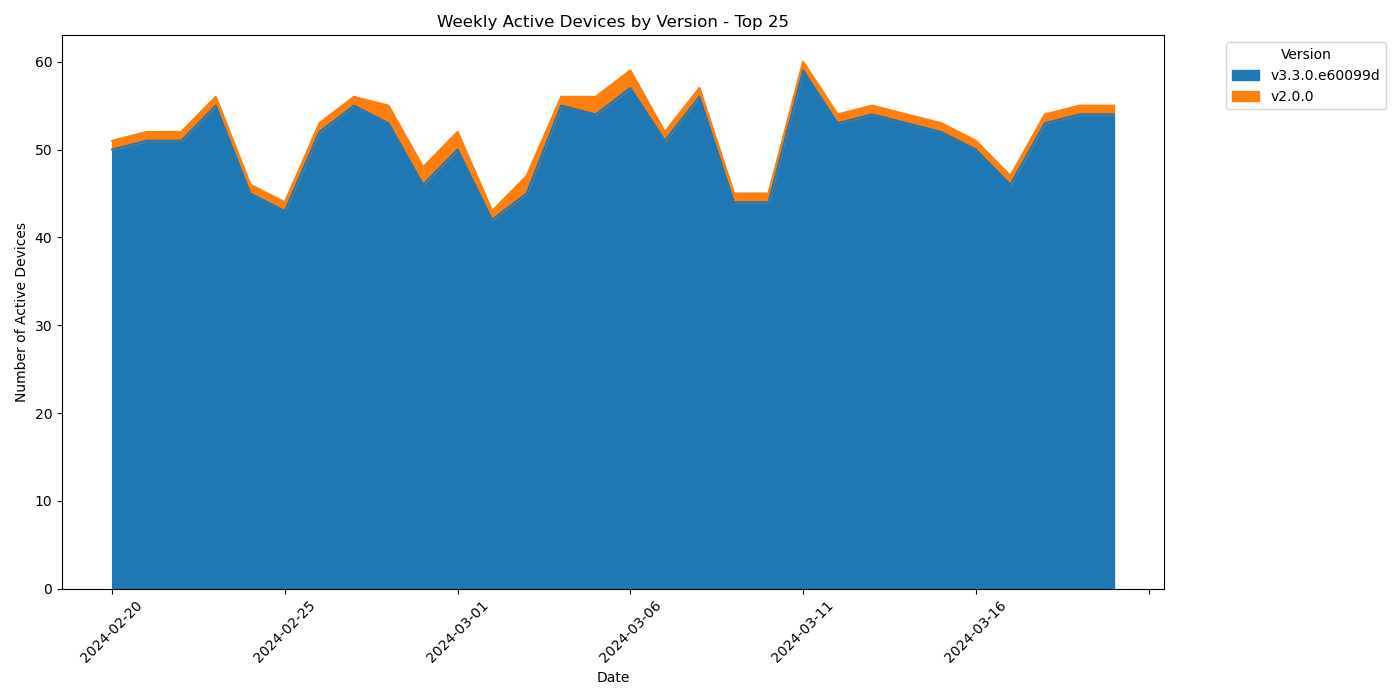 Weekly Active Devices by Version - Top 25
Version
v3.3.0.e60099d
v2.0.0
Number of Active Devices
60
50
40
30
20
10
0
2024-02-20
2024-02-25
2024-03-01
2024-03-06
2024-03-11
2024-03-16
Date